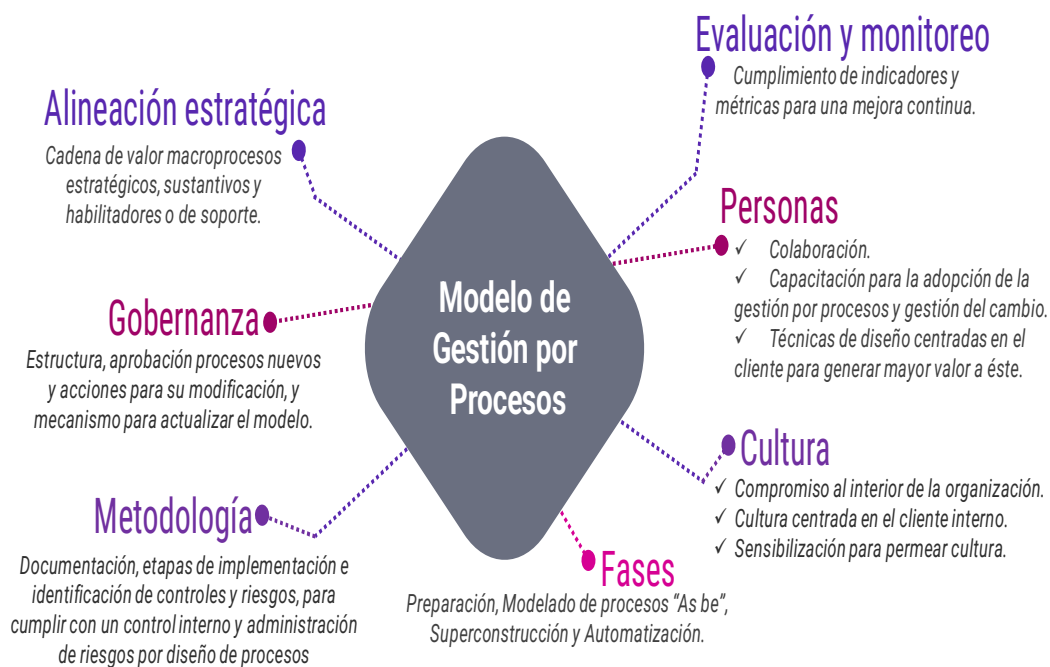 Evaluación y monitoreo
Cumplimiento de indicadores y
métricas para una mejora continua.
Alineación estratégica
Cadena de valor macroprocesos
estratégicos, sustantivos y
habilitadores o de soporte.
Personas
✓ Colaboración.
✓ Capacitación para la adopción de la
gestión por procesos y gestión del cambio.
✓ Técnicas de diseño centradas en el
cliente para generar mayor valor a éste.
Modelo de
Gestión por
Procesos
Gobernanza
Estructura, aprobación procesos nuevos
y acciones para su modificación, y
mecanismo para actualizar el modelo.
Cultura
✓ Compromiso al interior de la organización.
✓ Cultura centrada en el cliente interno.
✓ Sensibilización para permear cultura.
Metodología
Documentación, etapas de implementación e
identificación de controles y riesgos, para
cumplir con un control interno y administración
de riesgos por diseño de procesos
Fases
Preparación, Modelado de procesos “As be”,
Superconstrucción y Automatización.